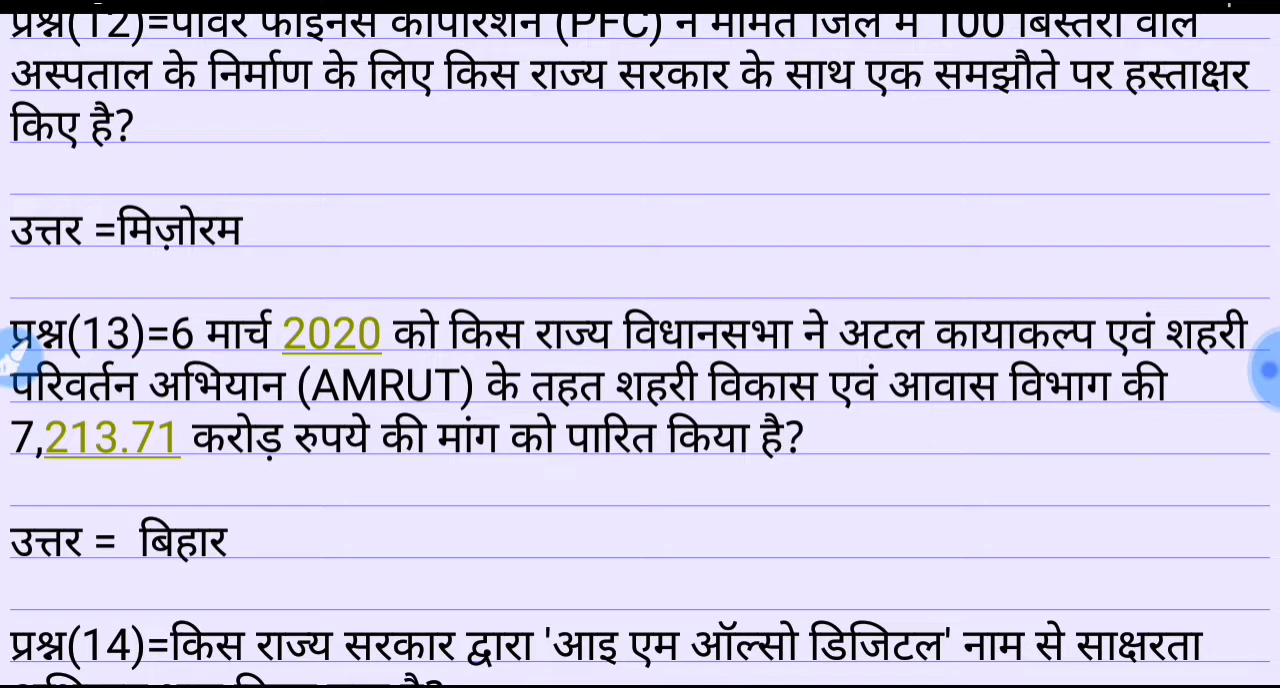 प्रश्न(12)=पावर फाइनेंस कॉर्पोरेशन (PFC) ने मामित जिले में 100 बिस्तरों वाले
अस्पताल के निर्माण के लिए किस राज्य सरकार के साथ एक समझौते पर हस्ताक्षर
किए है?
उत्तर =मिज़ोरम
प्रश्न(13)=6 मार्च 2020 को किस राज्य विधानसभा ने अटल कायाकल्प एवं शहरी
परिवर्तन अभियान (AMRUT) के तहत शहरी विकास एवं आवास विभाग की
7,213.71 करोड़ रुपये की मांग को पारित किया है?
उत्तर = बिहार
प्रश्न(14)=किस राज्य सरकार द्वारा 'आइ एम ऑल्सो डिजिटल' नाम से साक्षरता